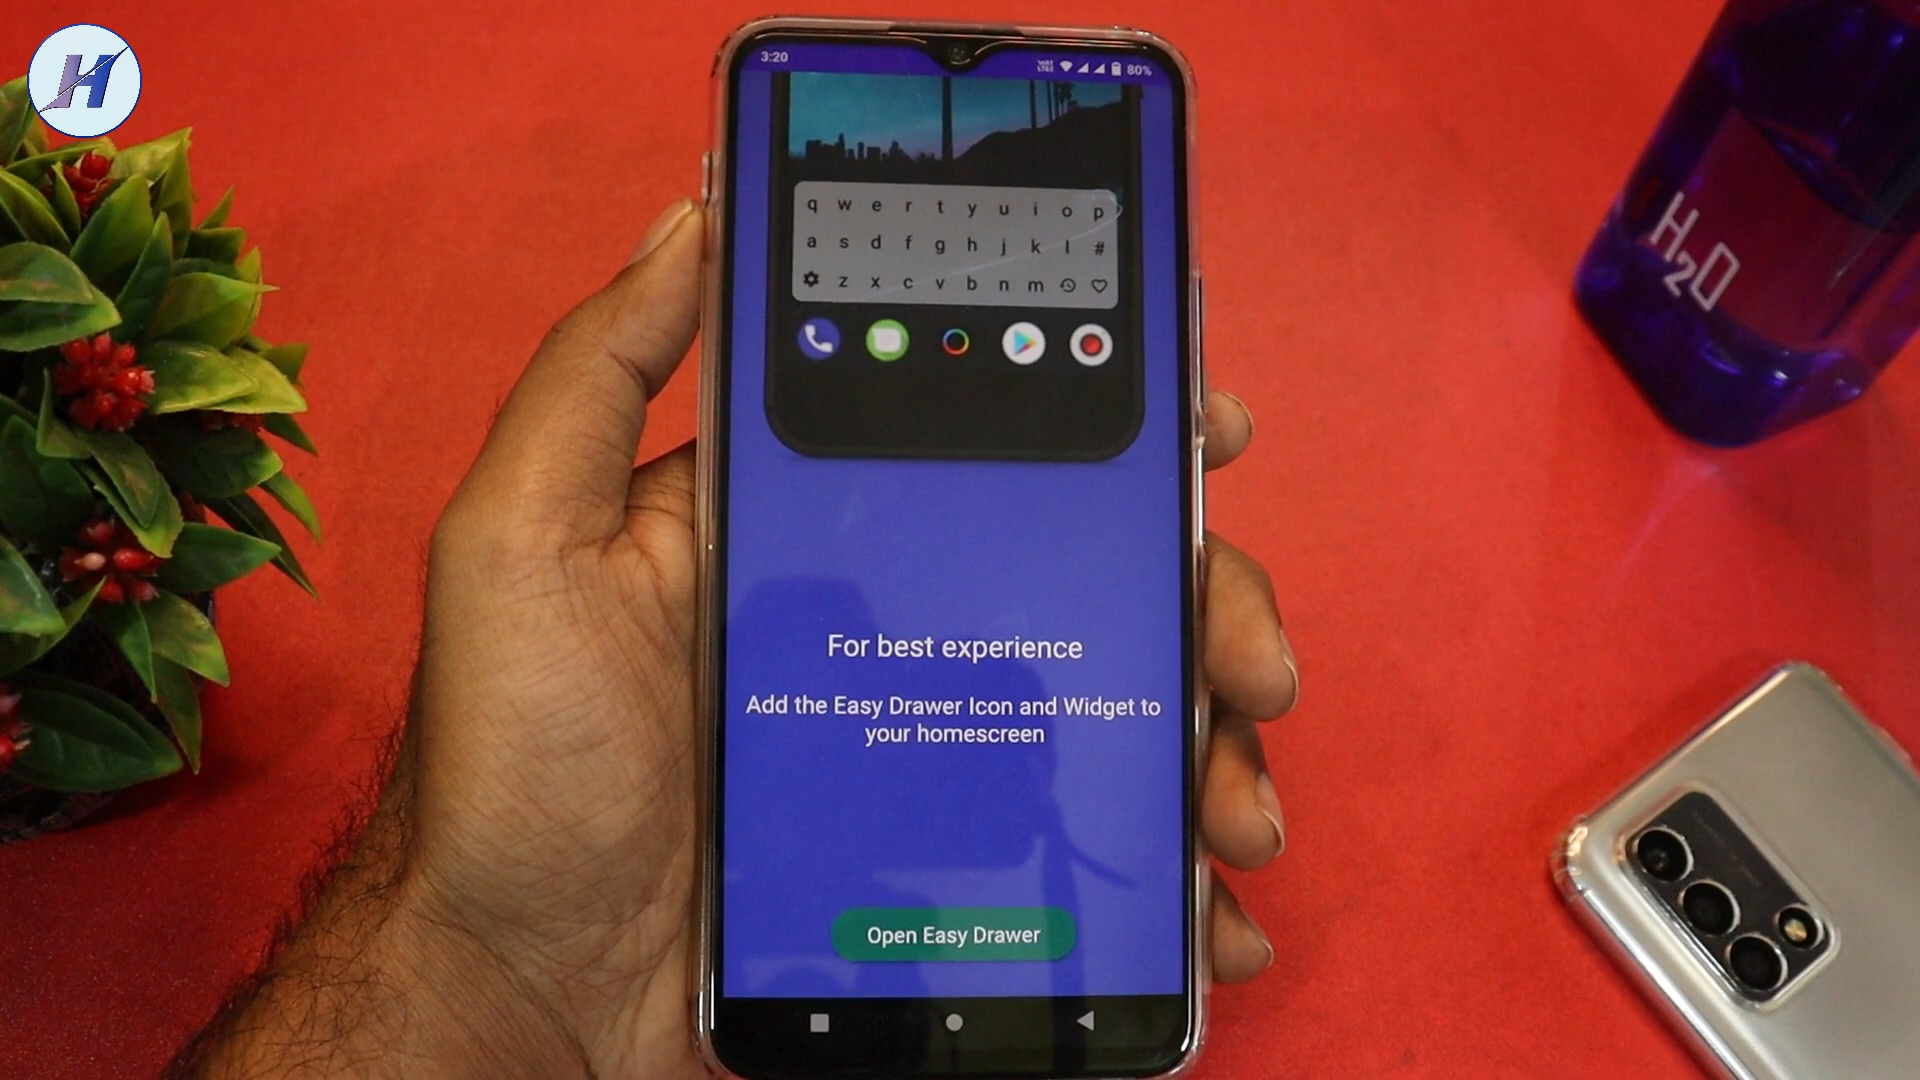 H
3:20
80%
q w e r t y u i o p
a s d f g h j k l #
z x c v b n m
For best experience
Add the Easy Drawer Icon and Widget to
your homescreen
Open Easy Drawer
H2O